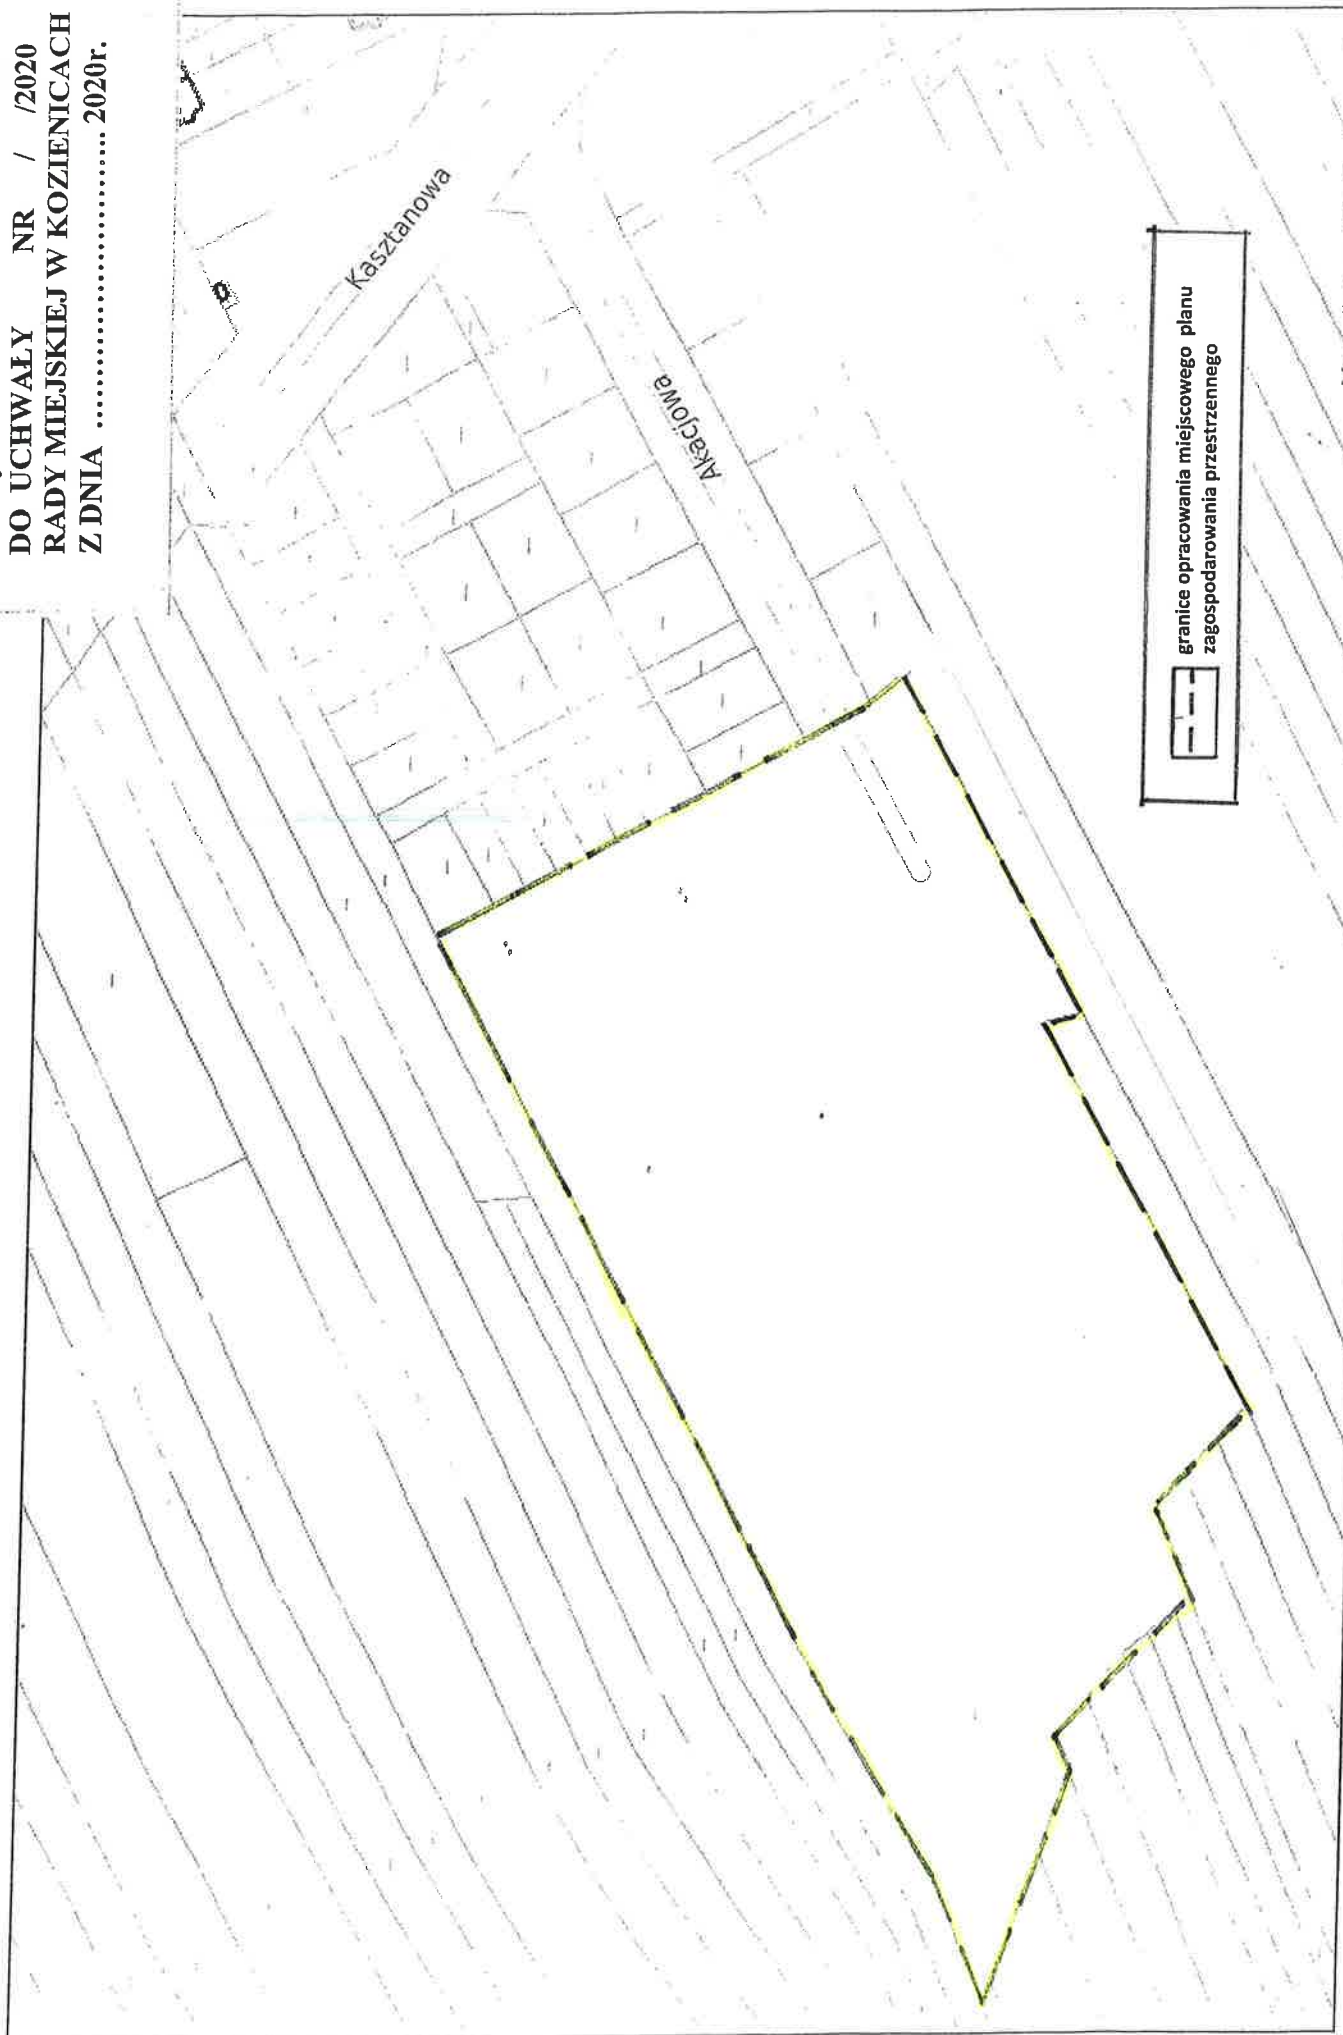 DO UCHWAŁY NR / /2020
RADY MIEJSKIEJ W KOZIENICACH
Z DNIA .............................. 2020r.
Kasztanowa
Akacjowa
granice opracowania miejscowego planu
zagospodarowania przestrzennego